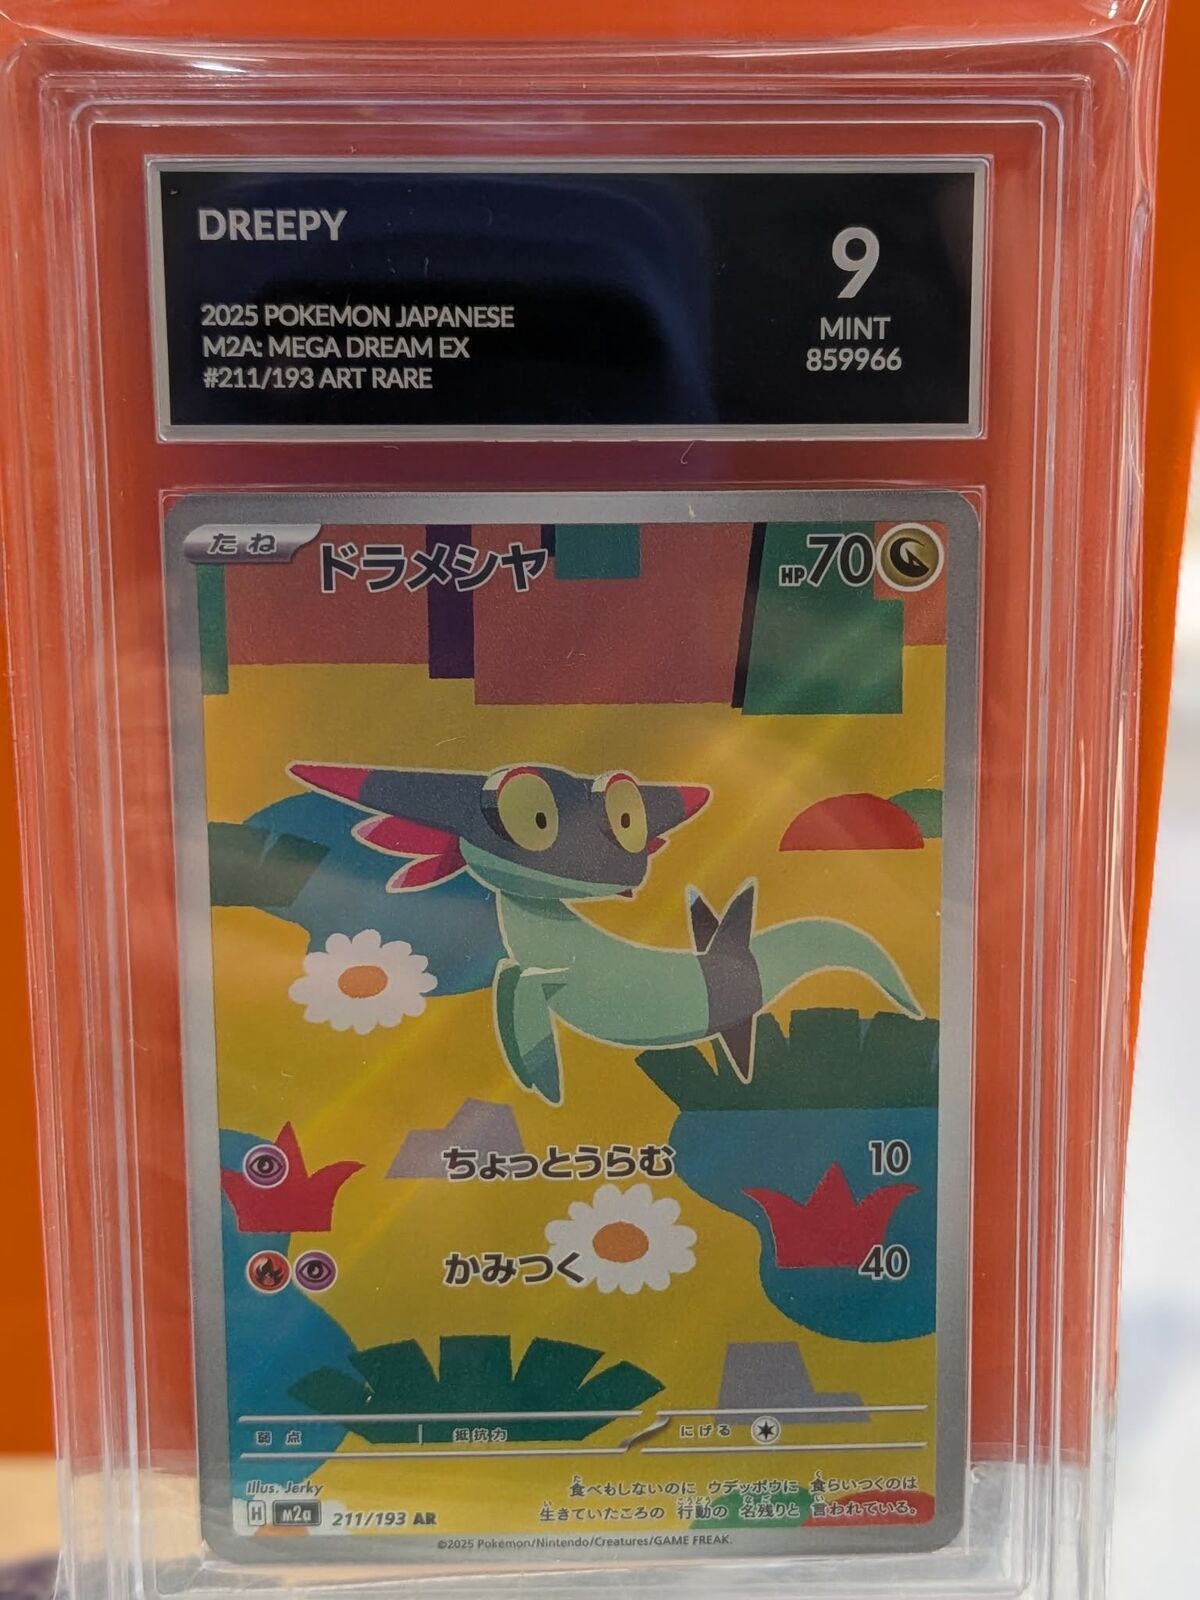 DREEPY
2025 POKEMON JAPANESE
M2A: MEGA DREAM EX
#211/193 ART RARE
9
MINT
859966
たね
ドラメシヤ
HP70
ちょっとうらむ 10
かみつく 40
弱点
抵抗力
にげる
Illus. Jerky
食べもしないのに ウデッポウに 食らいつくのは
生きていたころの 行動の 名残りと 言われている。
H m2a 211/193 AR
©2025 Pokémon/Nintendo/Creatures/GAME FREAK.